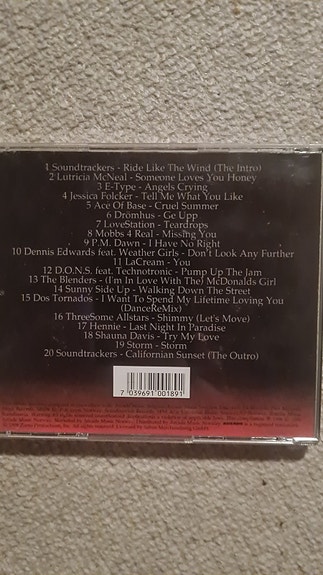 1 Soundtrackers - Ride Like The Wind (The Intro)
2 Lutricia McNeal - Someone Loves You Honey
3 E-Type - Angels Crying
4 Jessica Folcker - Tell Me What You Like
5 Ace Of Base - Cruel Summer
6 Drömhus - Ge Upp
7 LoveStation - Teardrops
8 Mobbs 4 Real - Missing You
9 P.M. Dawn - I Have No Right
10 Dennis Edwards feat. Weather Girls - Don't Look Any Further
11 LaCream - You
12 D.O.N.S. feat. Technotronic - Pump Up The Jam
13 The Blenders - (I'm In Love With The) McDonalds Girl
14 Sunny Side Up - Walking Down The Street
15 Dos Tornados - I Want To Spend My Lifetime Loving You
(DanceReMix)
16 ThreeSome Allstars - Shimmy (Let's Move)
17 Hennie - Last Night In Paradise
18 Shauna Davis - Try My Love
19 Storm - Storm
20 Soundtrackers - Californian Sunset (The Outro)
7 039691 001891